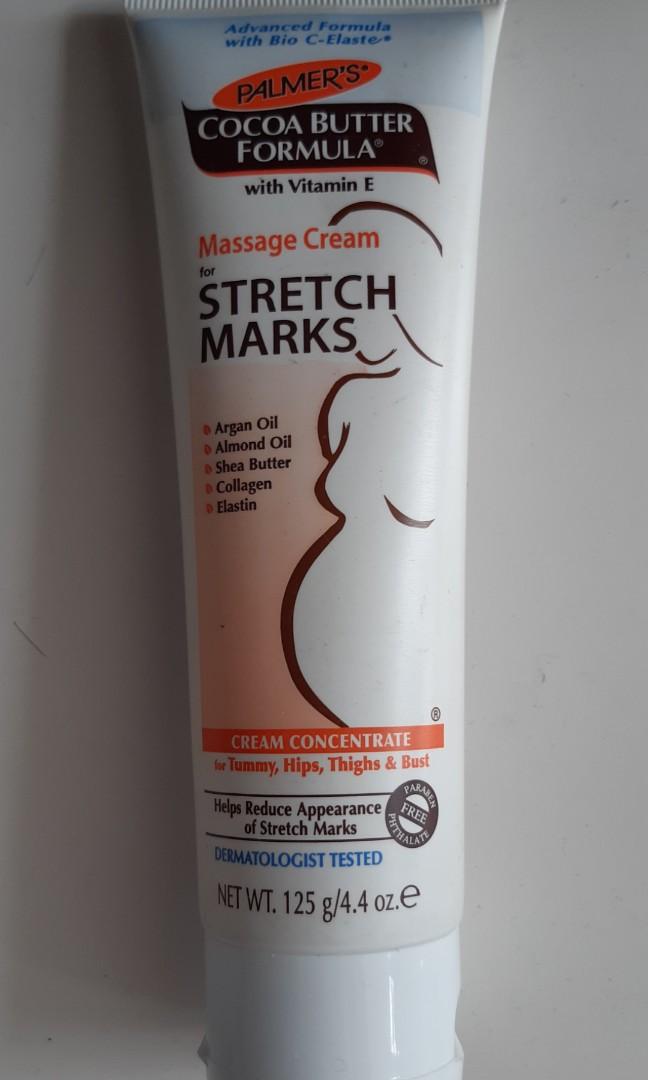 Advanced Formula
with Bio C-Elaste®
PALMER'S®
COCOA BUTTER
FORMULA®
®
with Vitamin E
Massage Cream
for
STRETCH
MARKS
Argan Oil
Almond Oil
Shea Butter
Collagen
Elastin
®
CREAM CONCENTRATE
for Tummy, Hips, Thighs & Bust
Helps Reduce Appearance
of Stretch Marks
PARABEN
FREE
PHTHALATE
DERMATOLOGIST TESTED
NET WT. 125 g/4.4 oz.e